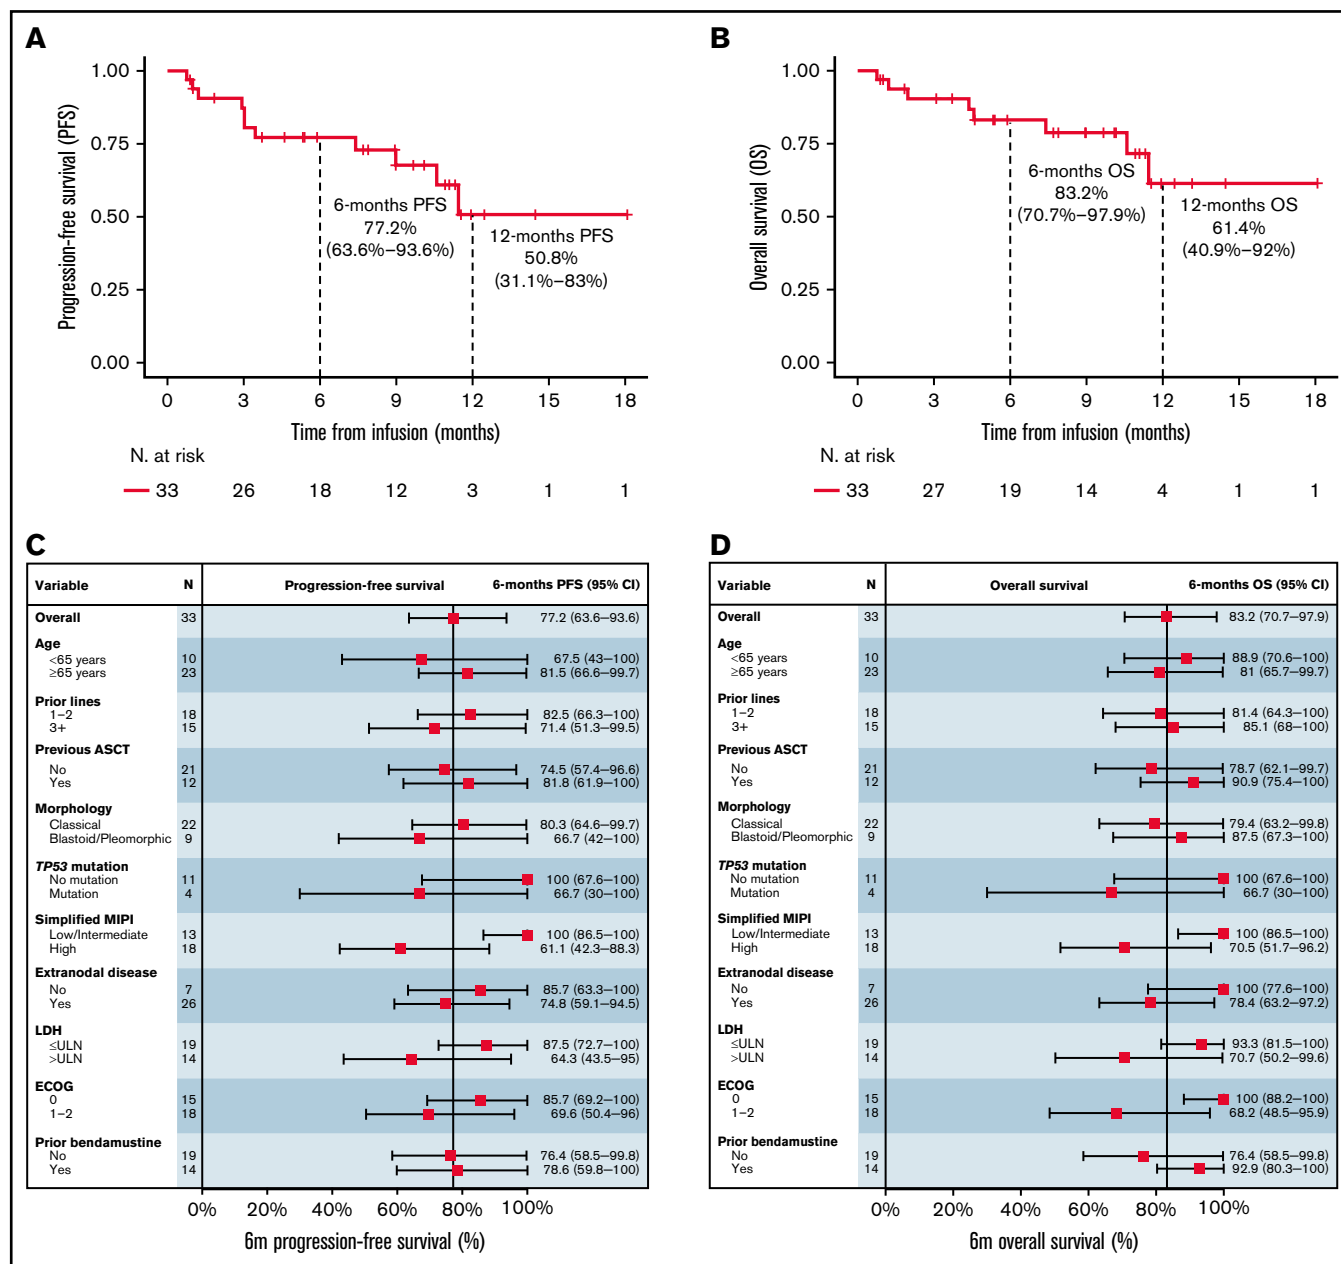 A
1.00
0.75
0.50
0.25
0.00
Progression-free survival (PFS)
6-months PFS
77.2%
(63.6%–93.6%)
12-months PFS
50.8%
(31.1%–83%)
0 3 6 9 12 15 18
Time from infusion (months)
N. at risk
33 26 18 12 3 1 1
B
1.00
0.75
0.50
0.25
0.00
Overall survival (OS)
6-months OS
83.2%
(70.7%–97.9%)
12-months OS
61.4%
(40.9%–92%)
0 3 6 9 12 15 18
Time from infusion (months)
N. at risk
33 27 19 14 4 1 1
C
Variable N Progression-free survival 6-months PFS (95% CI)
Overall 33 77.2 (63.6–93.6)
Age
<65 years 10 67.5 (43–100)
≥65 years 23 81.5 (66.6–99.7)
Prior lines
1–2 18 82.5 (66.3–100)
3+ 15 71.4 (51.3–99.5)
Previous ASCT
No 21 74.5 (57.4–96.6)
Yes 12 81.8 (61.9–100)
Morphology
Classical 22 80.3 (64.6–99.7)
Blastoid/Pleomorphic 9 66.7 (42–100)
TP53 mutation
No mutation 11 100 (67.6–100)
Mutation 4 66.7 (30–100)
Simplified MIPI
Low/Intermediate 13 100 (86.5–100)
High 18 61.1 (42.3–88.3)
Extranodal disease
No 7 85.7 (63.3–100)
Yes 26 74.8 (59.1–94.5)
LDH
≤ULN 19 87.5 (72.7–100)
>ULN 14 64.3 (43.5–95)
ECOG
0 15 85.7 (69.2–100)
1–2 18 69.6 (50.4–96)
Prior bendamustine
No 19 76.4 (58.5–99.8)
Yes 14 78.6 (59.8–100)
0% 20% 40% 60% 80% 100%
6m progression-free survival (%)
D
Variable N Overall survival 6-months OS (95% CI)
Overall 33 83.2 (70.7–97.9)
Age
<65 years 10 88.9 (70.6–100)
≥65 years 23 81 (65.7–99.7)
Prior lines
1–2 18 81.4 (64.3–100)
3+ 15 85.1 (68–100)
Previous ASCT
No 21 78.7 (62.1–99.7)
Yes 12 90.9 (75.4–100)
Morphology
Classical 22 79.4 (63.2–99.8)
Blastoid/Pleomorphic 9 87.5 (67.3–100)
TP53 mutation
No mutation 11 100 (67.6–100)
Mutation 4 66.7 (30–100)
Simplified MIPI
Low/Intermediate 13 100 (86.5–100)
High 18 70.5 (51.7–96.2)
Extranodal disease
No 7 100 (77.6–100)
Yes 26 78.4 (63.2–97.2)
LDH
≤ULN 19 93.3 (81.5–100)
>ULN 14 70.7 (50.2–99.6)
ECOG
0 15 100 (88.2–100)
1–2 18 68.2 (48.5–95.9)
Prior bendamustine
No 19 76.4 (58.5–99.8)
Yes 14 92.9 (80.3–100)
0% 20% 40% 60% 80% 100%
6m overall survival (%)